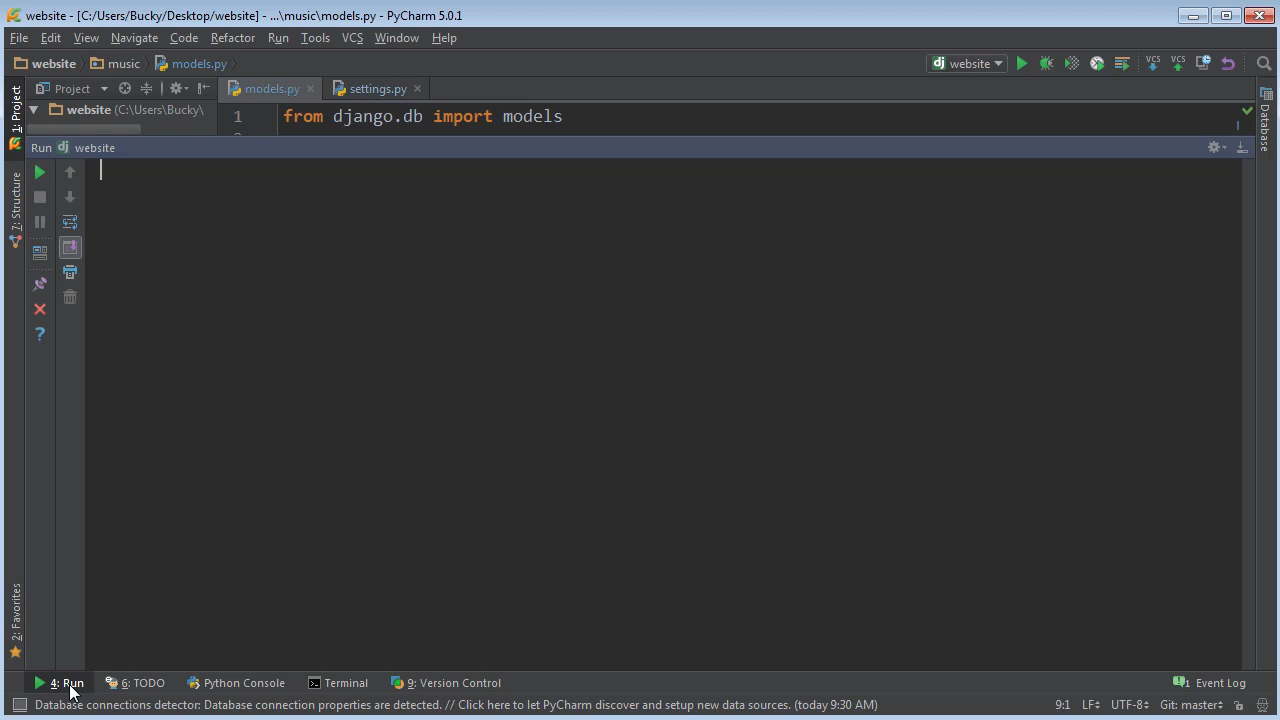 website - [C:/Users/Bucky/Desktop/website] - ...\music\models.py - PyCharm 5.0.1
File Edit View Navigate Code Refactor Run Tools VCS Window Help
website music models.py website VCS VCS
1: Project
Project models.py settings.py
website (C:\Users\Bucky\
1 from django.db import models
Database
Run dj website
7: Structure
2: Favorites
4: Run 6: TODO Python Console Terminal 9: Version Control 1 Event Log
Database connections detector: Database connection properties are detected. // Click here to let PyCharm discover and setup new data sources. (today 9:30 AM) 9:1 LF UTF-8 Git: master